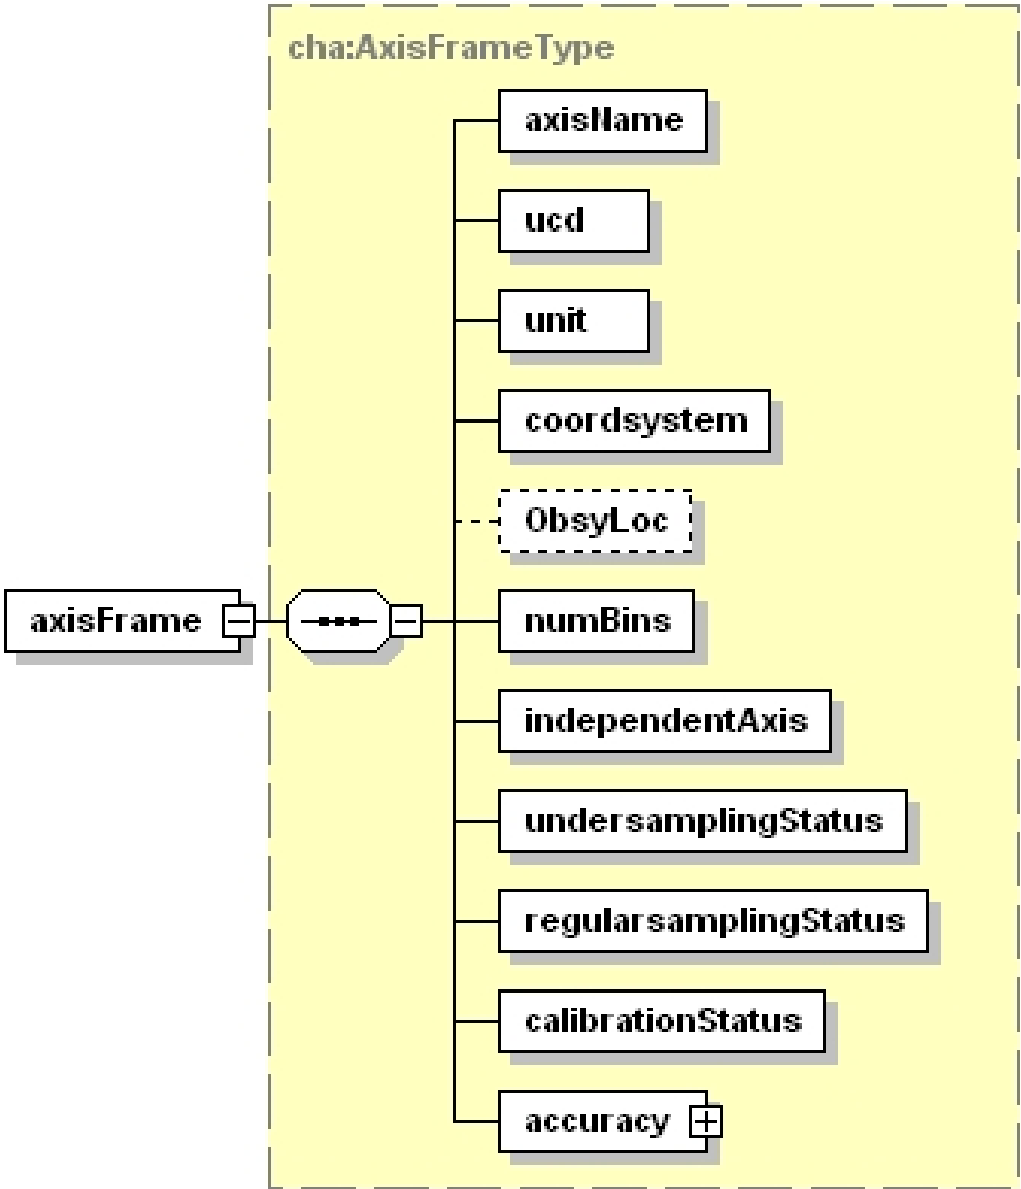 cha:AxisFrameType
axisName
ucd
unit
coordsystem
ObsyLoc
axisFrame
numBins
independentAxis
undersamplingStatus
regularsamplingStatus
calibrationStatus
accuracy